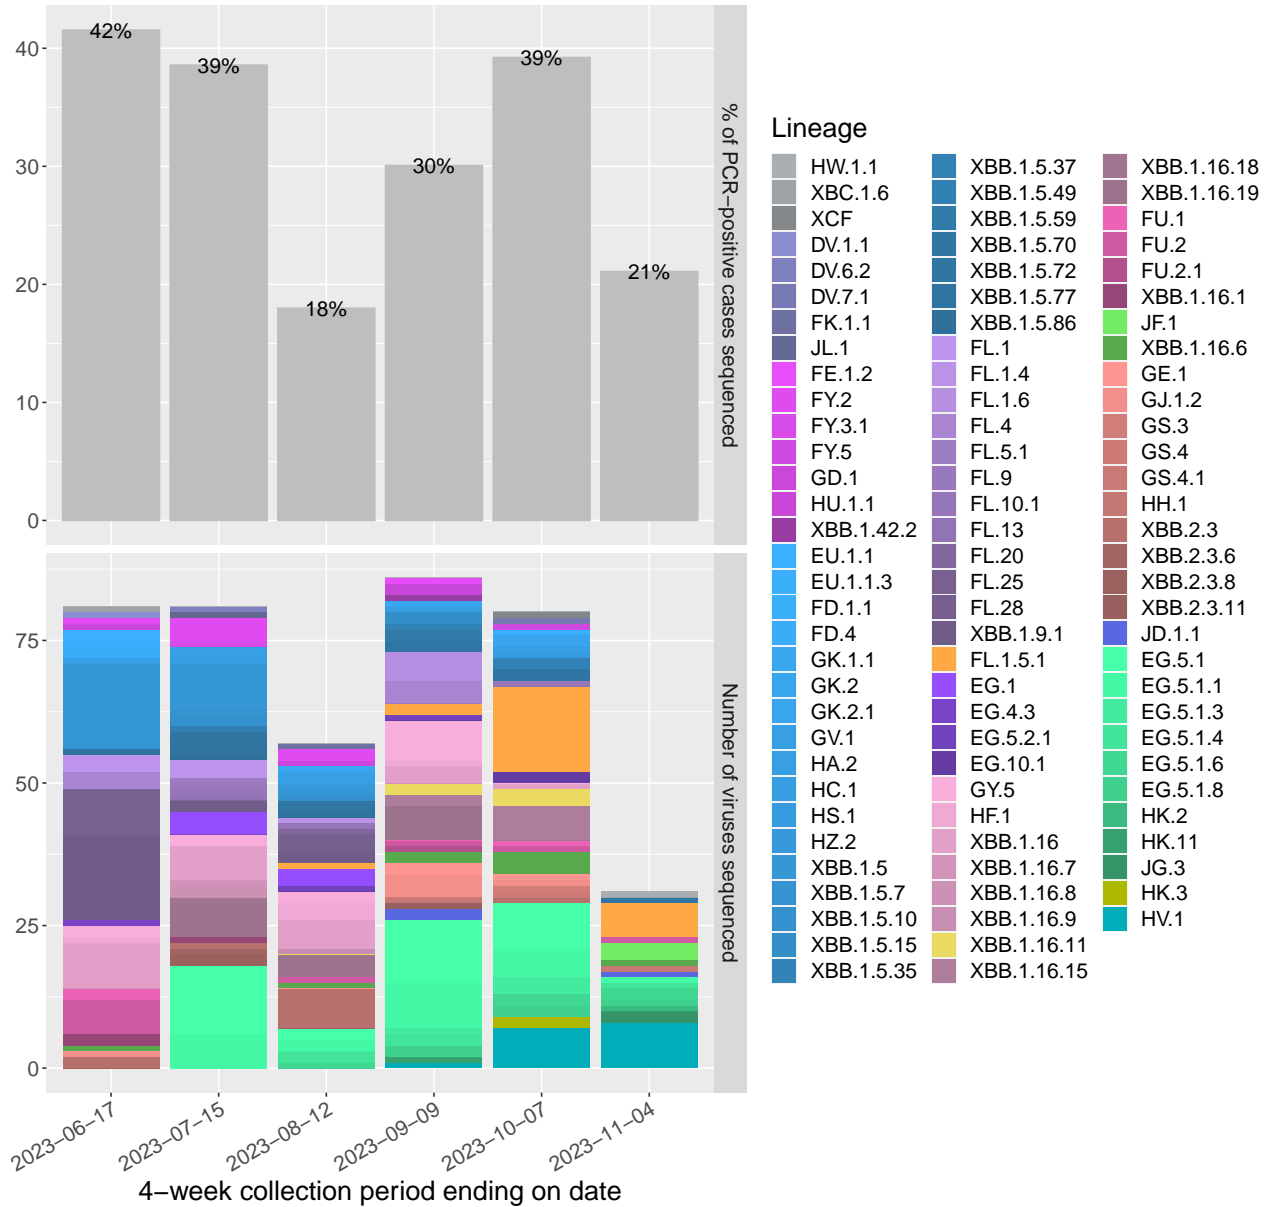 42%
39%
18%
30%
39%
21%
40
30
20
10
0
% of PCR−positive cases sequenced
75
50
25
0
Number of viruses sequenced
2023−06−17
2023−07−15
2023−08−12
2023−09−09
2023−10−07
2023−11−04
4−week collection period ending on date
Lineage
HW.1.1
XBC.1.6
XCF
DV.1.1
DV.6.2
DV.7.1
FK.1.1
JL.1
FE.1.2
FY.2
FY.3.1
FY.5
GD.1
HU.1.1
XBB.1.42.2
EU.1.1
EU.1.1.3
FD.1.1
FD.4
GK.1.1
GK.2
GK.2.1
GV.1
HA.2
HC.1
HS.1
HZ.2
XBB.1.5
XBB.1.5.7
XBB.1.5.10
XBB.1.5.15
XBB.1.5.35
XBB.1.5.37
XBB.1.5.49
XBB.1.5.59
XBB.1.5.70
XBB.1.5.72
XBB.1.5.77
XBB.1.5.86
FL.1
FL.1.4
FL.1.6
FL.4
FL.5.1
FL.9
FL.10.1
FL.13
FL.20
FL.25
FL.28
XBB.1.9.1
FL.1.5.1
EG.1
EG.4.3
EG.5.2.1
EG.10.1
GY.5
HF.1
XBB.1.16
XBB.1.16.7
XBB.1.16.8
XBB.1.16.9
XBB.1.16.11
XBB.1.16.15
XBB.1.16.18
XBB.1.16.19
FU.1
FU.2
FU.2.1
XBB.1.16.1
JF.1
XBB.1.16.6
GE.1
GJ.1.2
GS.3
GS.4
GS.4.1
HH.1
XBB.2.3
XBB.2.3.6
XBB.2.3.8
XBB.2.3.11
JD.1.1
EG.5.1
EG.5.1.1
EG.5.1.3
EG.5.1.4
EG.5.1.6
EG.5.1.8
HK.2
HK.11
JG.3
HK.3
HV.1